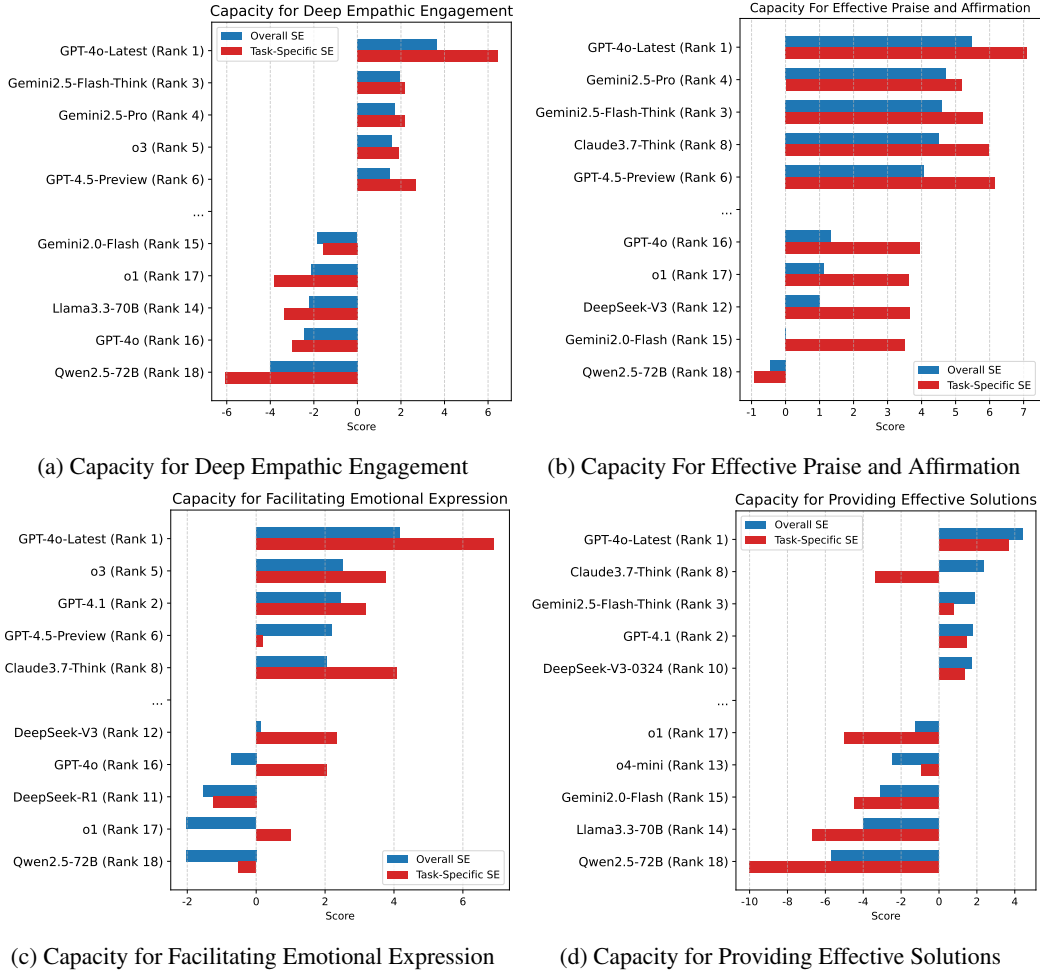 Capacity for Deep Empathic Engagement
Overall SE
Task-Specific SE
GPT-4o-Latest (Rank 1)
Gemini2.5-Flash-Think (Rank 3)
Gemini2.5-Pro (Rank 4)
o3 (Rank 5)
GPT-4.5-Preview (Rank 6)
...
Gemini2.0-Flash (Rank 15)
o1 (Rank 17)
Llama3.3-70B (Rank 14)
GPT-4o (Rank 16)
Qwen2.5-72B (Rank 18)
-6 -4 -2 0 2 4 6
Score
(a) Capacity for Deep Empathic Engagement
Capacity For Effective Praise and Affirmation
GPT-4o-Latest (Rank 1)
Gemini2.5-Pro (Rank 4)
Gemini2.5-Flash-Think (Rank 3)
Claude3.7-Think (Rank 8)
GPT-4.5-Preview (Rank 6)
...
GPT-4o (Rank 16)
o1 (Rank 17)
DeepSeek-V3 (Rank 12)
Gemini2.0-Flash (Rank 15)
Qwen2.5-72B (Rank 18)
Overall SE
Task-Specific SE
-1 0 1 2 3 4 5 6 7
Score
(b) Capacity For Effective Praise and Affirmation
Capacity for Facilitating Emotional Expression
GPT-4o-Latest (Rank 1)
o3 (Rank 5)
GPT-4.1 (Rank 2)
GPT-4.5-Preview (Rank 6)
Claude3.7-Think (Rank 8)
...
DeepSeek-V3 (Rank 12)
GPT-4o (Rank 16)
DeepSeek-R1 (Rank 11)
o1 (Rank 17)
Qwen2.5-72B (Rank 18)
Overall SE
Task-Specific SE
-2 0 2 4 6
Score
(c) Capacity for Facilitating Emotional Expression
Capacity for Providing Effective Solutions
Overall SE
Task-Specific SE
GPT-4o-Latest (Rank 1)
Claude3.7-Think (Rank 8)
Gemini2.5-Flash-Think (Rank 3)
GPT-4.1 (Rank 2)
DeepSeek-V3-0324 (Rank 10)
...
o1 (Rank 17)
o4-mini (Rank 13)
Gemini2.0-Flash (Rank 15)
Llama3.3-70B (Rank 14)
Qwen2.5-72B (Rank 18)
-10 -8 -6 -4 -2 0 2 4
Score
(d) Capacity for Providing Effective Solutions